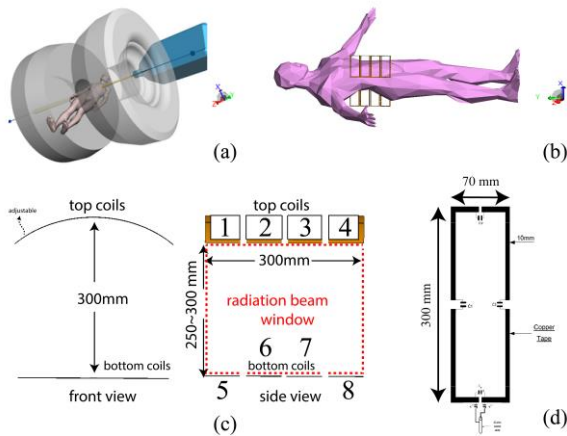 (a)
(b)
adjustable
top coils
300mm
bottom coils
front view
top coils
1 2 3 4
300mm
250~300 mm
radiation beam
window
6 7
bottom coils
5 8
side view
(c)
70 mm
300 mm
10mm
Copper
Tape
(d)